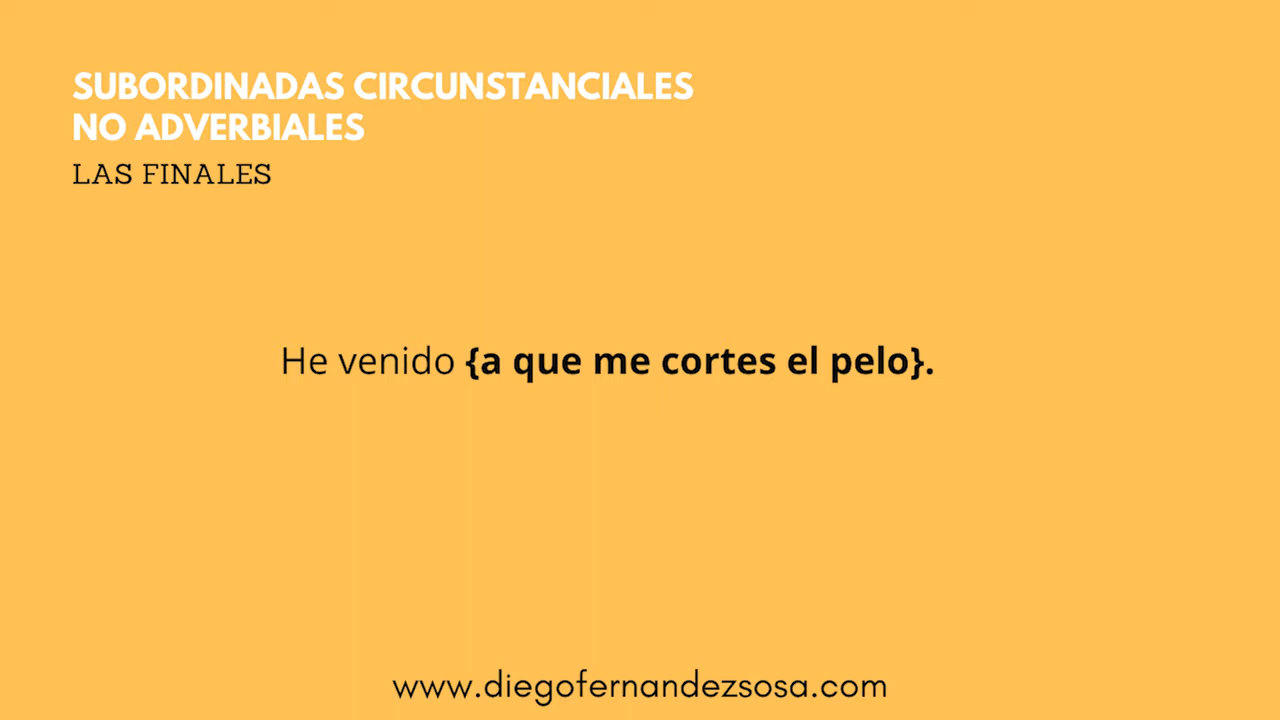 SUBORDINADAS CIRCUNSTANCIALES
NO ADVERBIALES
LAS FINALES
He venido {a que me cortes el pelo}.
www.diegofernandezsosa.com